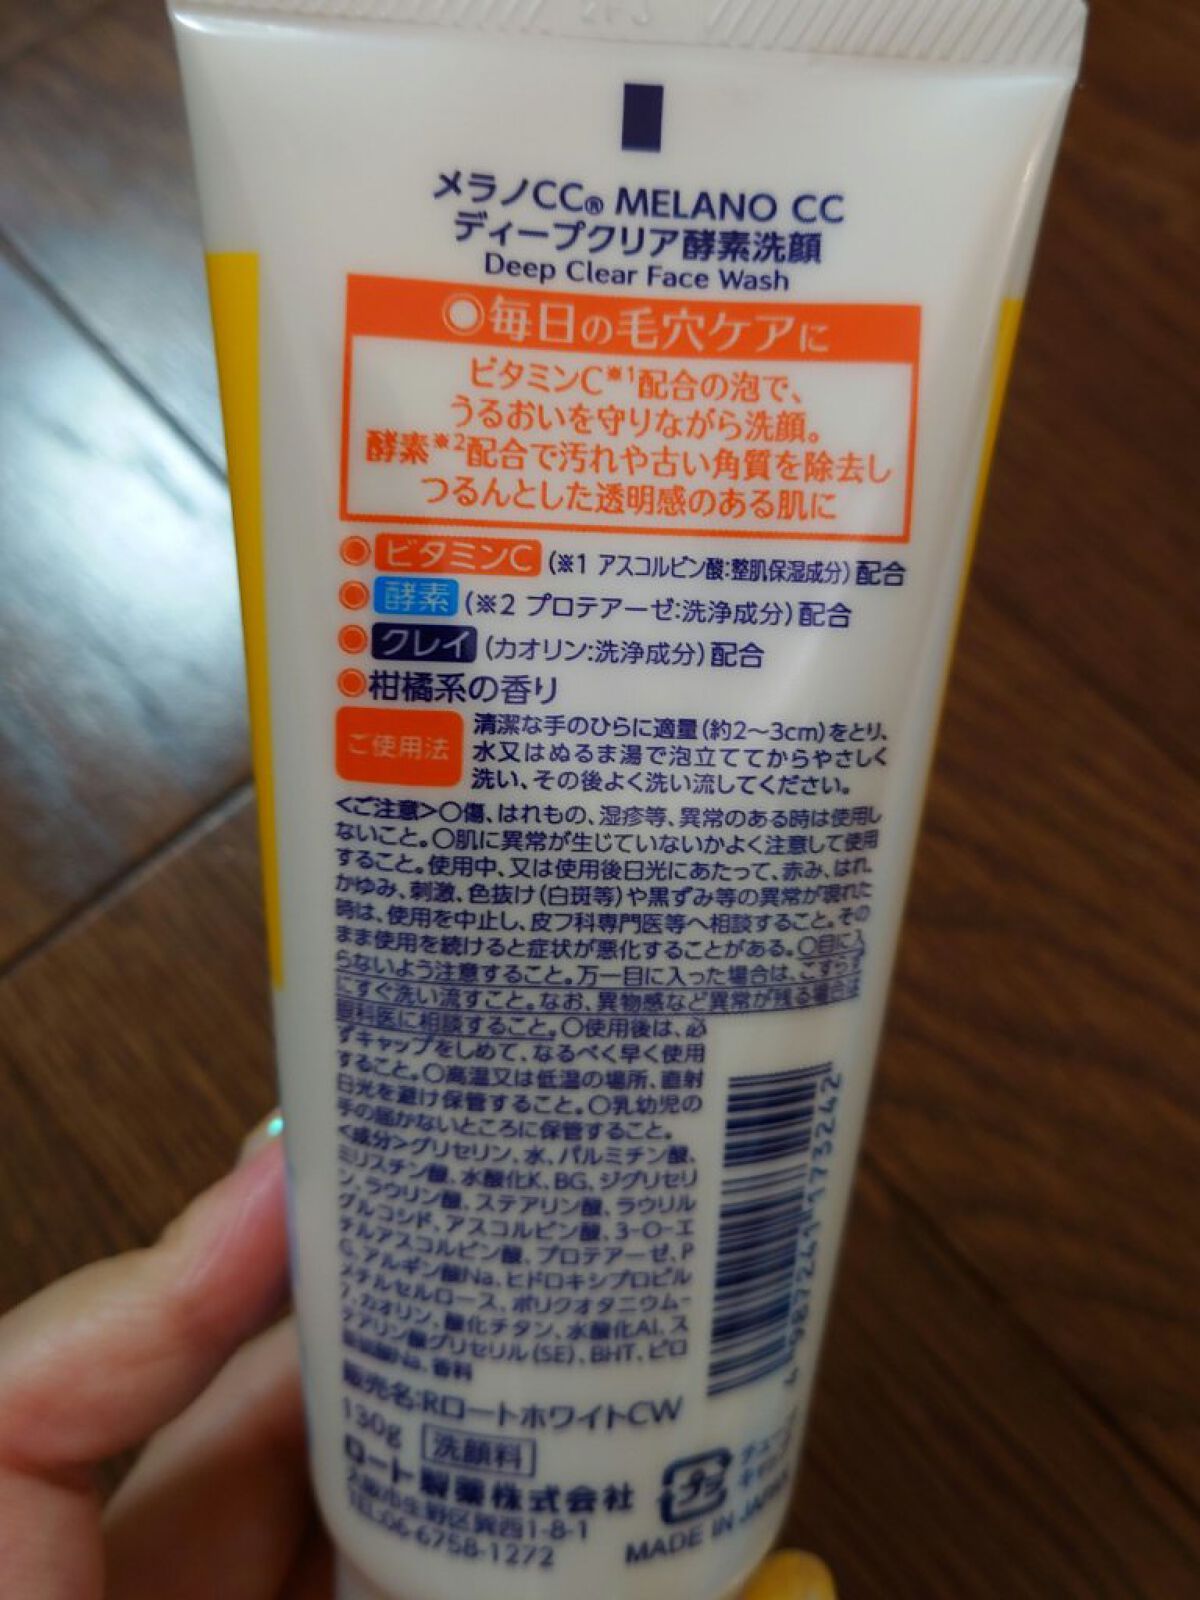 メラノCC® MELANO CC
ディープクリア酵素洗顔
Deep Clear Face Wash
◉毎日の毛穴ケアに
ビタミンC※1配合の泡で、
うるおいを守りながら洗顔。
酵素※2配合で汚れや古い角質を除去し
つるんとした透明感のある肌に
◉ビタミンC(※1 アスコルビン酸:整肌保湿成分)配合
◉酵素(※2 プロテアーゼ:洗浄成分)配合
◉クレイ(カオリン:洗浄成分)配合
◉柑橘系の香り
ご使用法
清潔な手のひらに適量(約2〜3cm)をとり、
水又はぬるま湯で泡立ててからやさしく
洗い、その後よく洗い流してください。
<ご注意>○傷、はれもの、湿疹等、異常のある時は使用し
ないこと。○肌に異常が生じていないかよく注意して使用
すること。使用中、又は使用後日光にあたって、赤み、はれ、
かゆみ、刺激、色抜け(白斑等)や黒ずみ等の異常が現れた
時は、使用を中止し、皮フ科専門医等へ相談すること。その
まま使用を続けると症状が悪化することがある。○目に入
らないよう注意すること。万一目に入った場合は、こすらず
にすぐ洗い流すこと。なお、異物感など異常が残る場合は
眼科医に相談すること。○使用後は、必
ずキャップをしめて、なるべく早く使用
すること。○高温又は低温の場所、直射
日光を避け保管すること。○乳幼児の
手の届かないところに保管すること。
<成分>グリセリン、水、パルミチン酸、
ミリスチン酸、水酸化K、BG、ジグリセリ
ン、ラウリン酸、ステアリン酸、ラウリル
グルコシド、アスコルビン酸、3-O-エ
チルアスコルビン酸、プロテアーゼ、P
G、アルギン酸Na、ヒドロキシプロピル
メチルセルロース、ポリクオタニウム-
7、カオリン、酸化チタン、水酸化Al、ス
テアリン酸グリセリル(SE)、BHT、ピロ
亜硫酸Na、香料
販売名:Rロートホワイトcw
130g 洗顔料
ロート製薬株式会社
大阪市生野区巽西1-8-1
TEL:06-6758-1272
MADE IN JAPAN
プラ
4 987241 173242